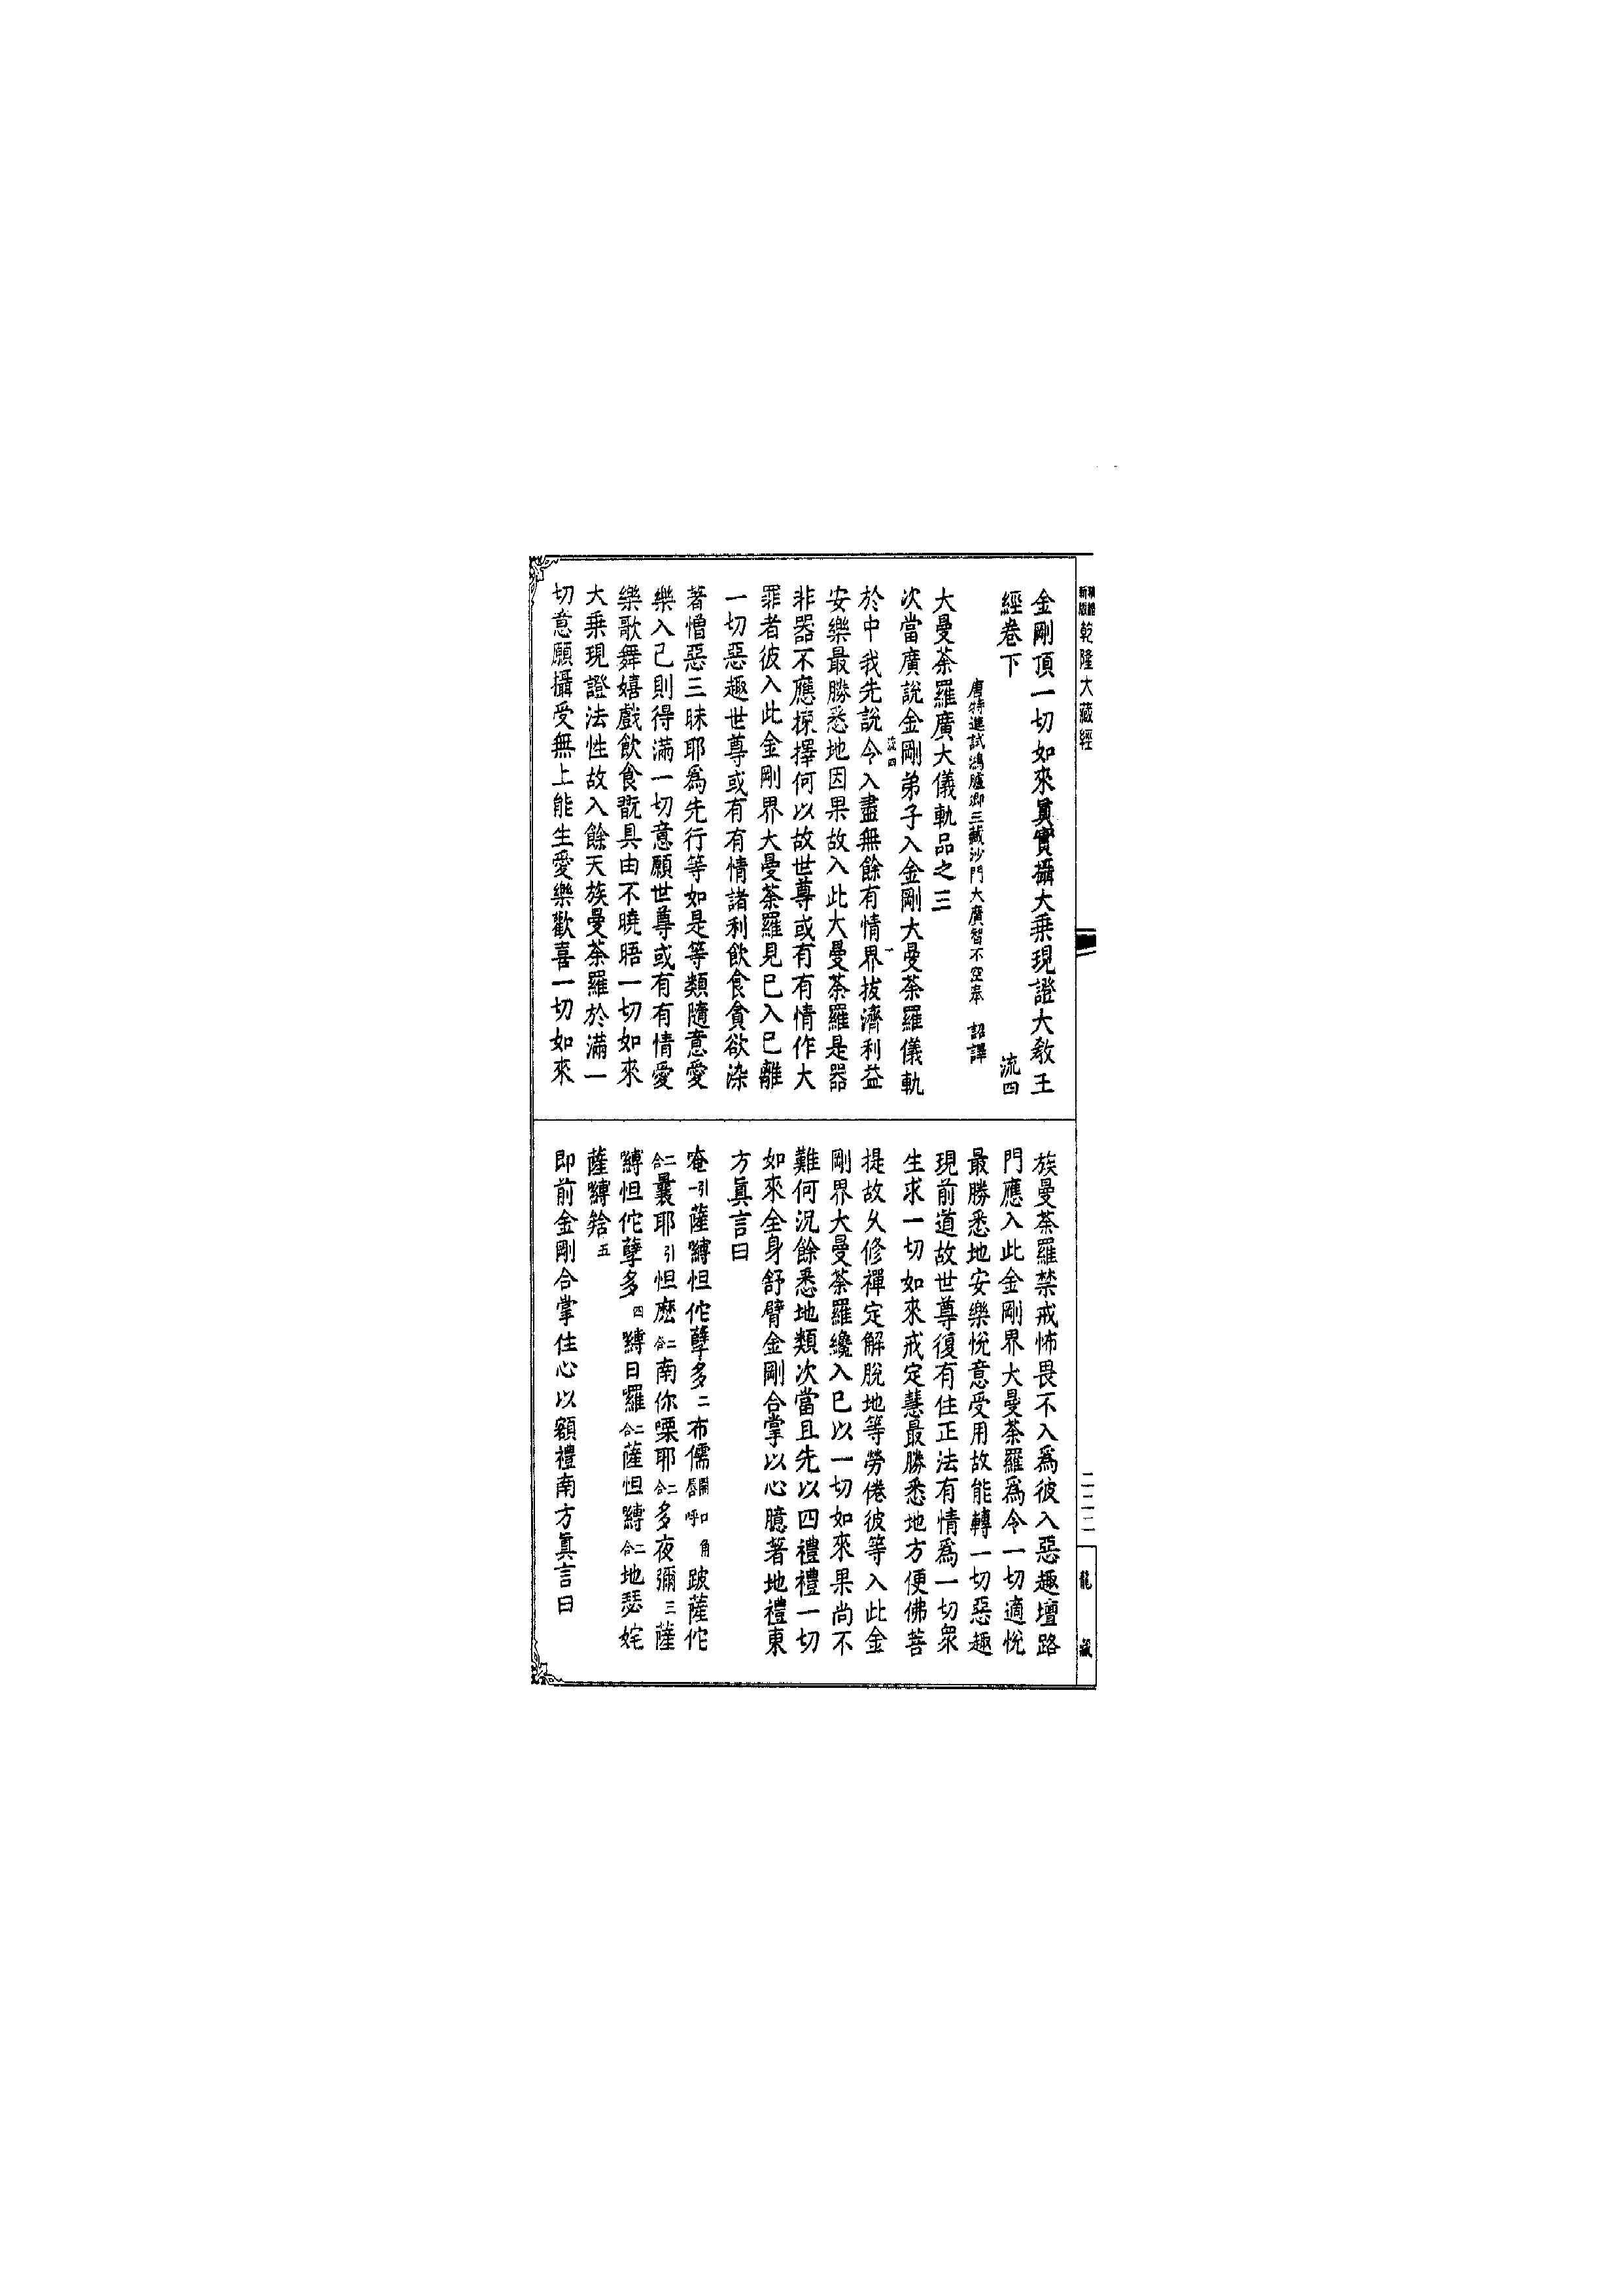 乾隆大藏經
金剛頂一切如來真實攝大乘現證大教王
經卷下 流四
唐特進試鴻臚卿三藏沙門大廣智不空奉 詔譯
大曼荼羅廣大儀軌品之三
次當廣說金剛弟子入金剛大曼荼羅儀軌
於中我先說令入盡無餘有情界拔濟利益
安樂最勝悉地因果故入此大曼荼羅是器
非器不應揀擇何以故世尊或有有情作大
罪者彼入此金剛界大曼荼羅見已入已離
一切惡趣世尊或有有情諸利飲食貪欲染
著憎惡三昧耶為先行等如是等類隨意愛
樂入已則得滿一切意願世尊或有有情愛
樂歌舞嬉戲飲食翫具由不曉晤一切如來
大乘現證法性故入餘天族曼荼羅於滿一
切意願攝受無上能生愛樂歡喜一切如來
族曼荼羅禁戒怖畏不入為彼入惡趣壇路
門應入此金剛界大曼荼羅為令一切適悅
最勝悉地安樂悅意受用故能轉一切惡趣
現前道故世尊復有住正法有情為一切眾
生求一切如來戒定慧最勝悉地方便佛菩
提故久修禪定解脫地等勞倦彼等入此金
剛界大曼荼羅纔入已以一切如來果尚不
難何況餘悉地類次當且先以四禮禮一切
如來全身舒臂金剛合掌以心臆著地禮東
方真言曰
唵引一薩嚩怛佗孽多二布儒開口呼脣角跛薩佗
二合曩耶引怛麽二合南你㗚耶二合多夜彌三薩
嚩怛佗孽多四嚩日囉二合薩怛嚩二合地瑟姹
薩嚩𤚥五
即前金剛合掌住心以額禮南方真言曰
二二二
龍藏